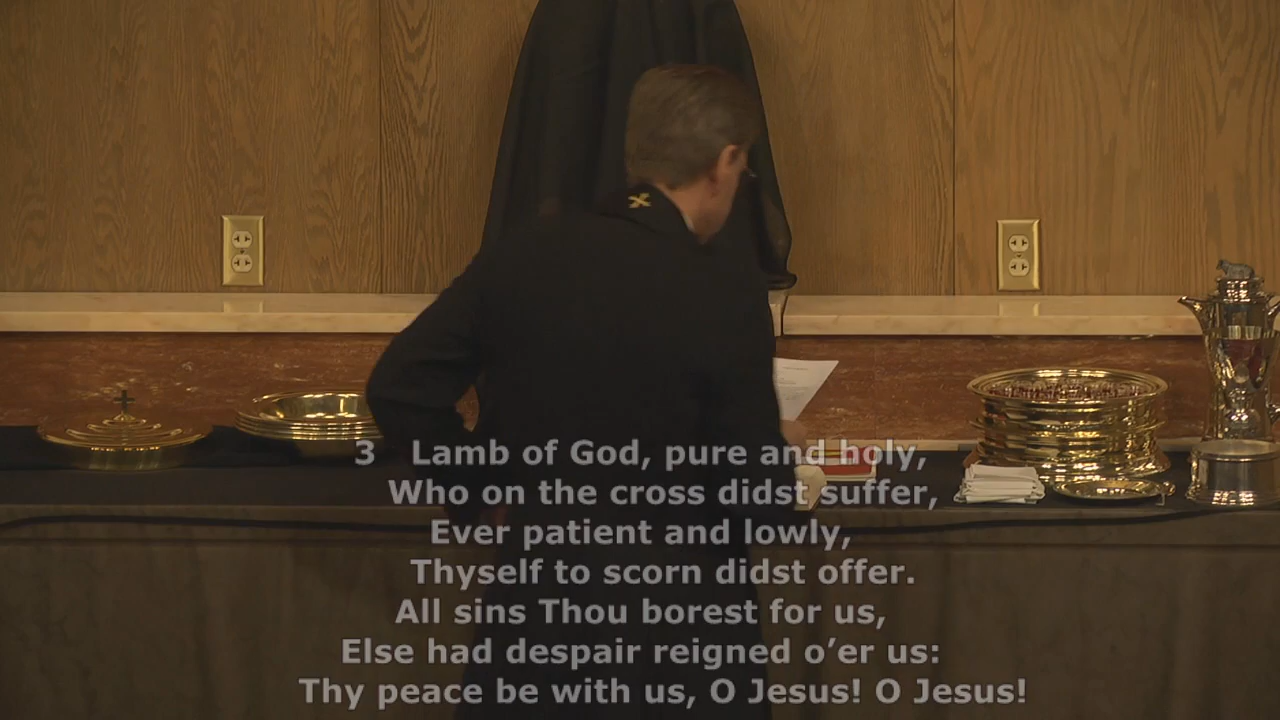 3 Lamb of God, pure and holy,
Who on the cross didst suffer,
Ever patient and lowly,
Thyself to scorn didst offer.
All sins Thou borest for us,
Else had despair reigned o’er us:
Thy peace be with us, O Jesus! O Jesus!